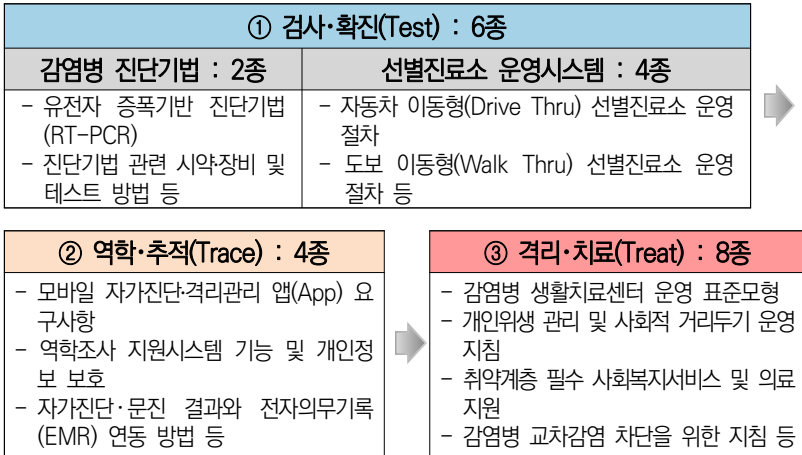 ① 검사·확진(Test) : 6종
감염병 진단기법 : 2종
- 유전자 증폭기반 진단기법
(RT-PCR)
- 진단기법 관련 시약·장비 및
테스트 방법 등
선별진료소 운영시스템 : 4종
- 자동차 이동형(Drive Thru) 선별진료소 운영
절차
- 도보 이동형(Walk Thru) 선별진료소 운영
절차 등
② 역학·추적(Trace) : 4종
- 모바일 자가진단·격리관리 앱(App) 요
구사항
- 역학조사 지원시스템 기능 및 개인정
보 보호
- 자가진단·문진 결과와 전자의무기록
(EMR) 연동 방법 등
③ 격리·치료(Treat) : 8종
- 감염병 생활치료센터 운영 표준모형
- 개인위생 관리 및 사회적 거리두기 운영
지침
- 취약계층 필수 사회복지서비스 및 의료
지원
- 감염병 교차감염 차단을 위한 지침 등